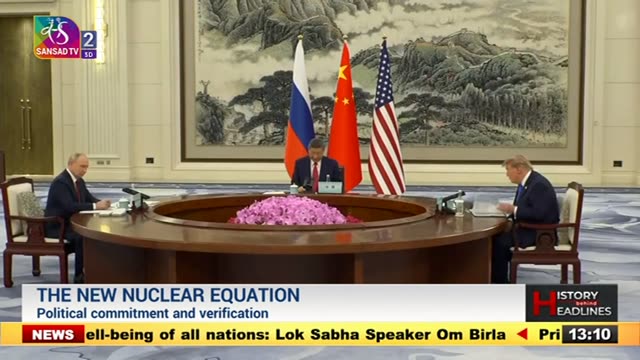 SANSAD TV 2
SD
THE NEW NUCLEAR EQUATION
Political commitment and verification
HISTORY
behind
HEADLINES
NEWS ell-being of all nations: Lok Sabha Speaker Om Birla Pri 13:10